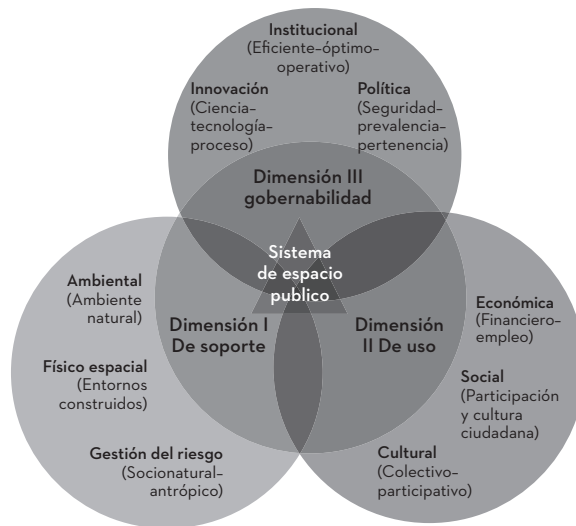 Institucional
(Eficiente–óptimo–
operativo)
Innovación
(Ciencia–
tecnología–
proceso)
Política
(Seguridad–
prevalencia–
pertenencia)
Dimensión III
gobernabilidad
Sistema
de espacio
publico
Ambiental
(Ambiente
natural)
Físico espacial
(Entornos
construidos)
Gestión del riesgo
(Socionatural–
antrópico)
Dimensión I
De soporte
Dimensión
II De uso
Económica
(Financiero–
empleo)
Social
(Participación
y cultura
ciudadana)
Cultural
(Colectivo–
participativo)